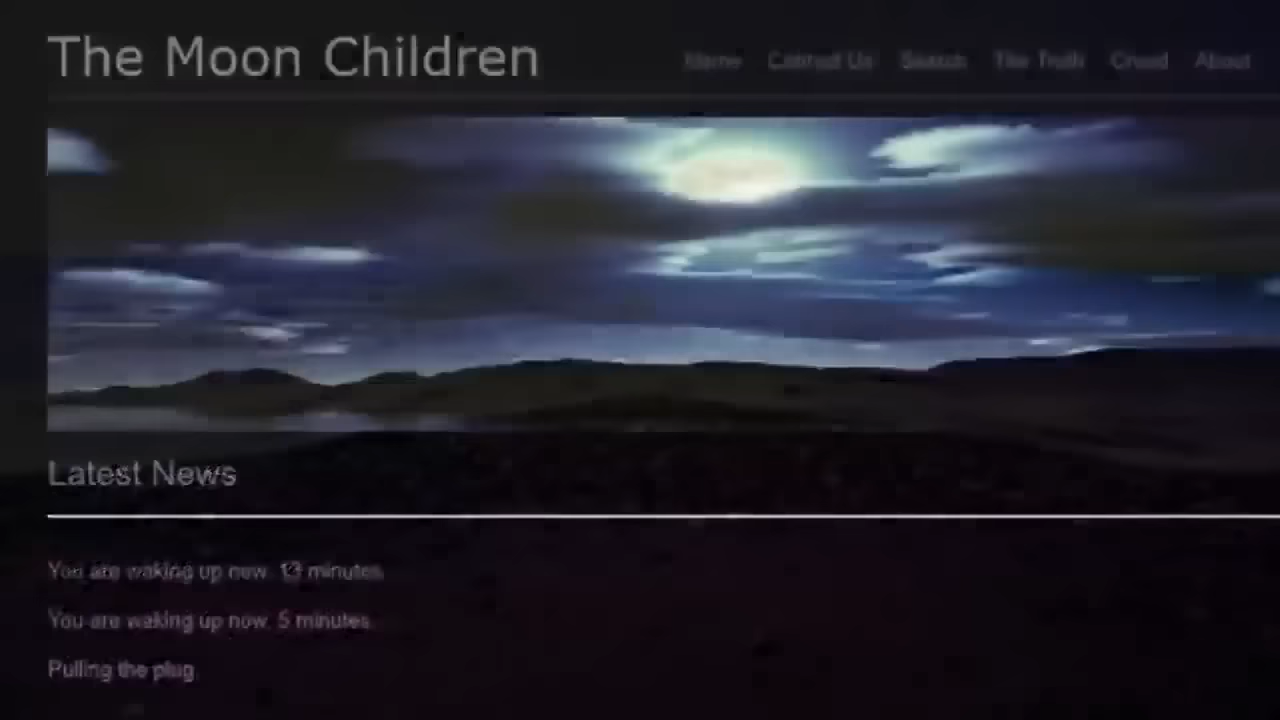 The Moon Children
Home Contact Us Search The Truth Creed About
Latest News
You are waking up now. 13 minutes.
You are waking up now. 5 minutes.
Pulling the plug.